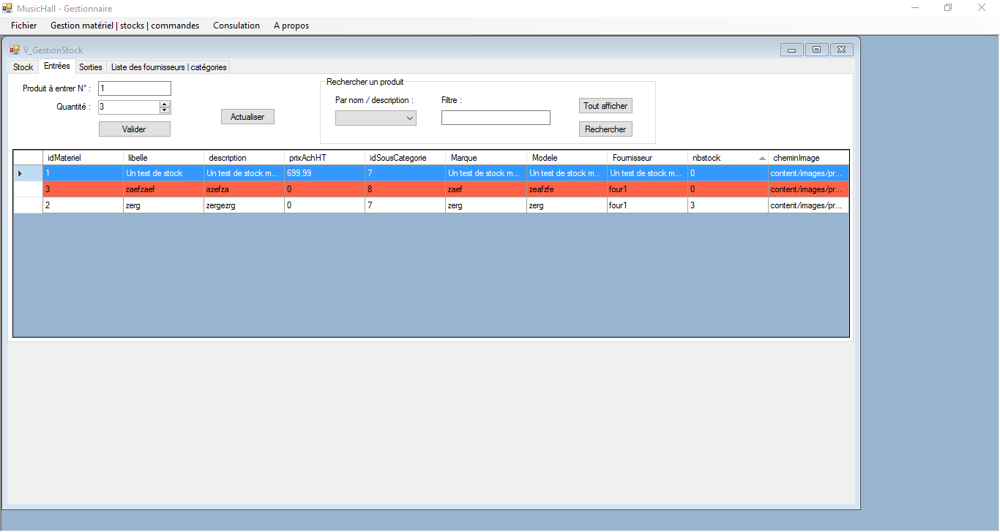 MusicHall - Gestionnaire
Fichier Gestion matériel | stocks | commandes Consulation A propos
V_GestionStock
Stock Entrées Sorties Liste des fournisseurs | catégories
Produit à entrer N° : 1
Quantité : 3
Valider
Actualiser
Rechercher un produit
Par nom / description : Filtre :
Tout afficher
Rechercher
idMateriel libelle description prixAchHT idSousCategorie Marque Modele Fournisseur nbstock cheminImage
1 Un test de stock Un test de stock m... 699,99 7 Un test de stock m... Un test de stock m... Un test de stock m... 0 content/images/pr...
3 zaefzaef azefza 0 8 zaef zeafzfe four1 0 content/images/pr...
2 zerg zergezrg 0 7 zerg zerg four1 3 content/images/pr...